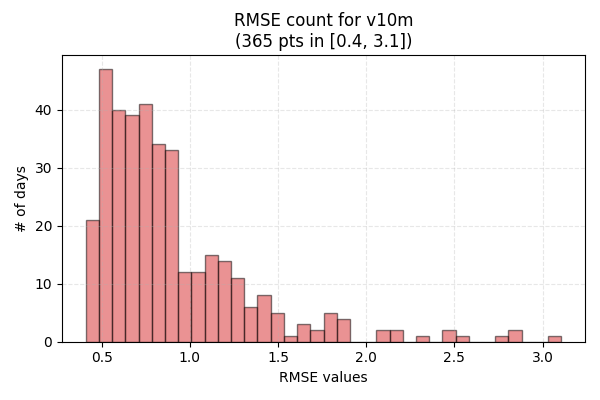 RMSE count for v10m
(365 pts in [0.4, 3.1])
# of days
40
30
20
10
0
0.5 1.0 1.5 2.0 2.5 3.0
RMSE values